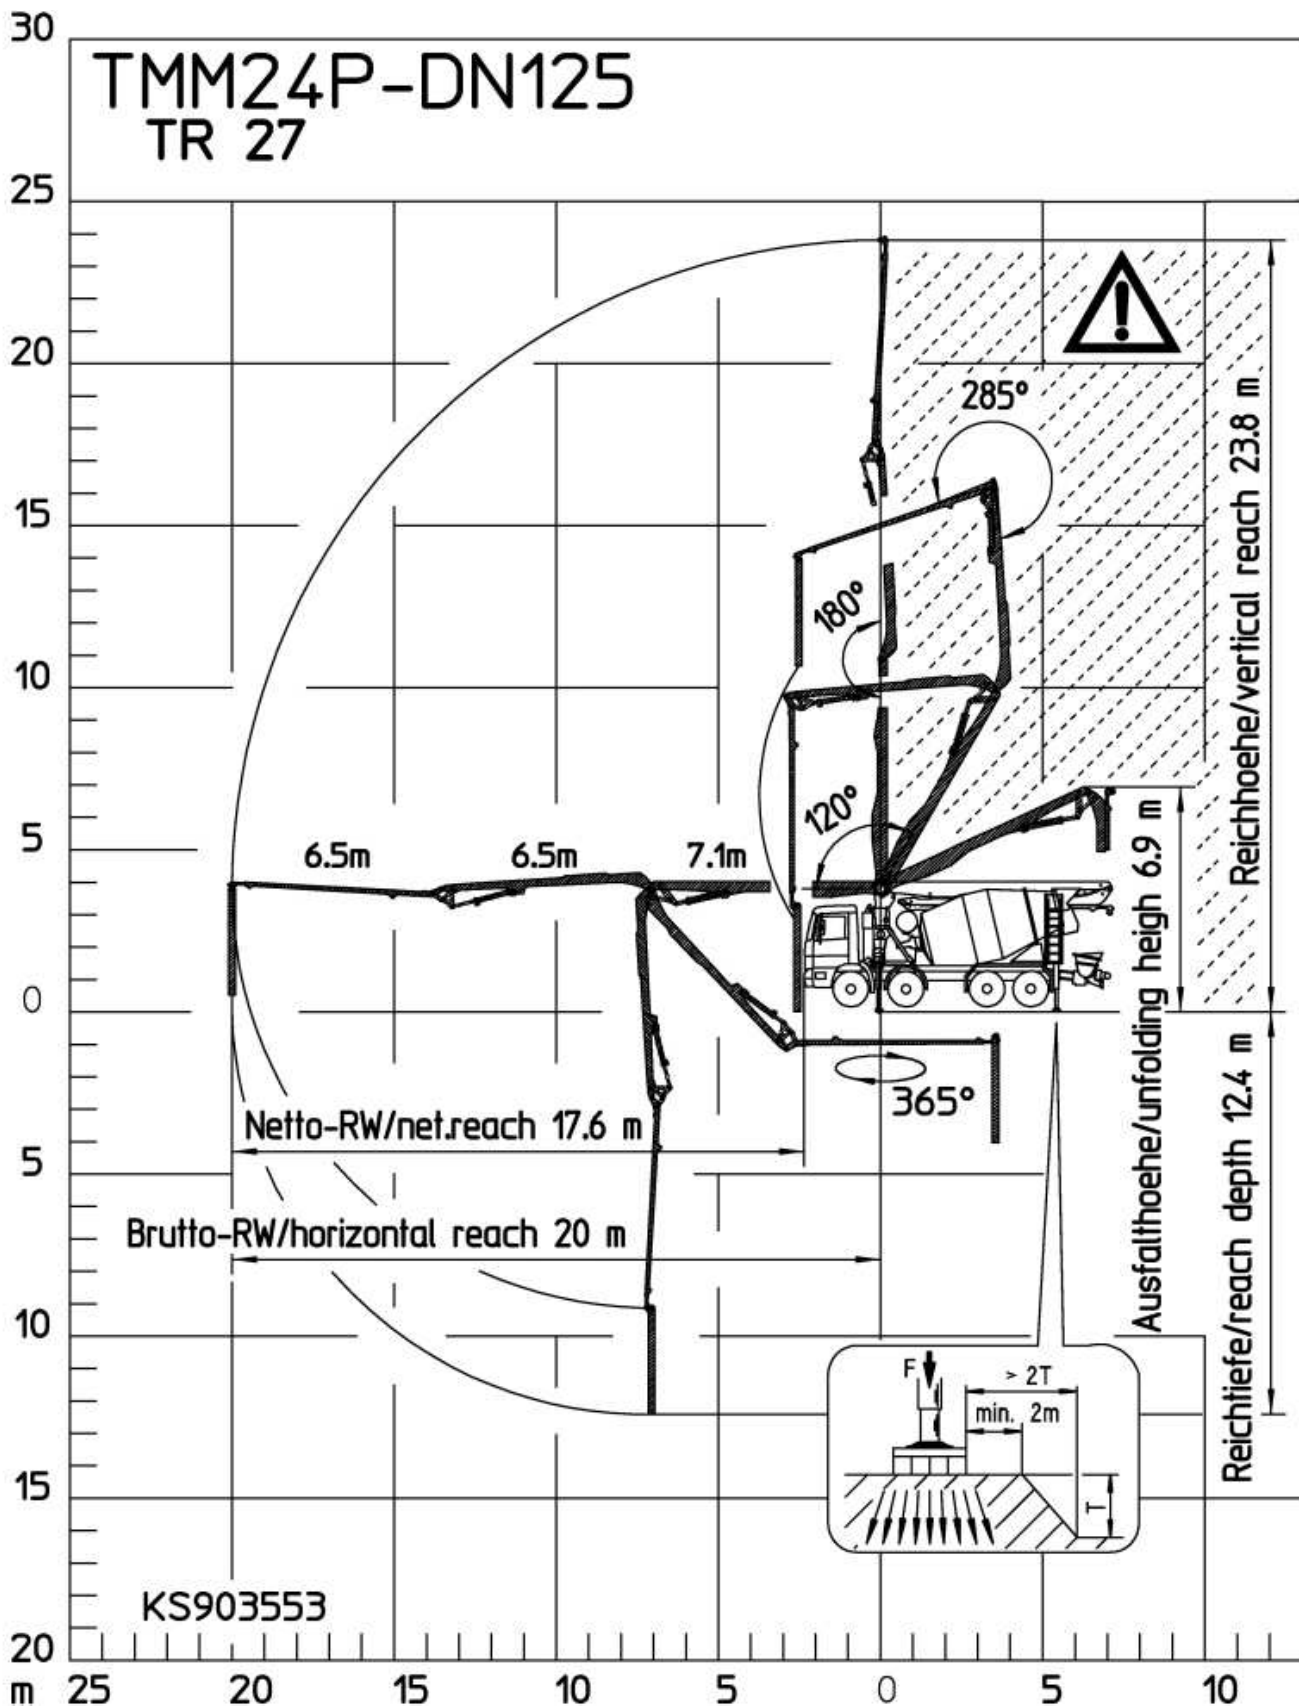 30
TMM24P-DN125
TR 27
25
20
285°
Reichhoehe/vertical reach 23.8 m
15
180°
10
120°
5
6.5m 6.5m 7.1m
Ausfalthoehe/unfolding heigh 6.9 m
0
365°
Netto-RW/net.reach 17.6 m
5
Brutto-RW/horizontal reach 20 m
Reichtiefe/reach depth 12.4 m
10
F
> 2T
min. 2m
T
15
KS903553
20
m 25 20 15 10 5 0 5 10